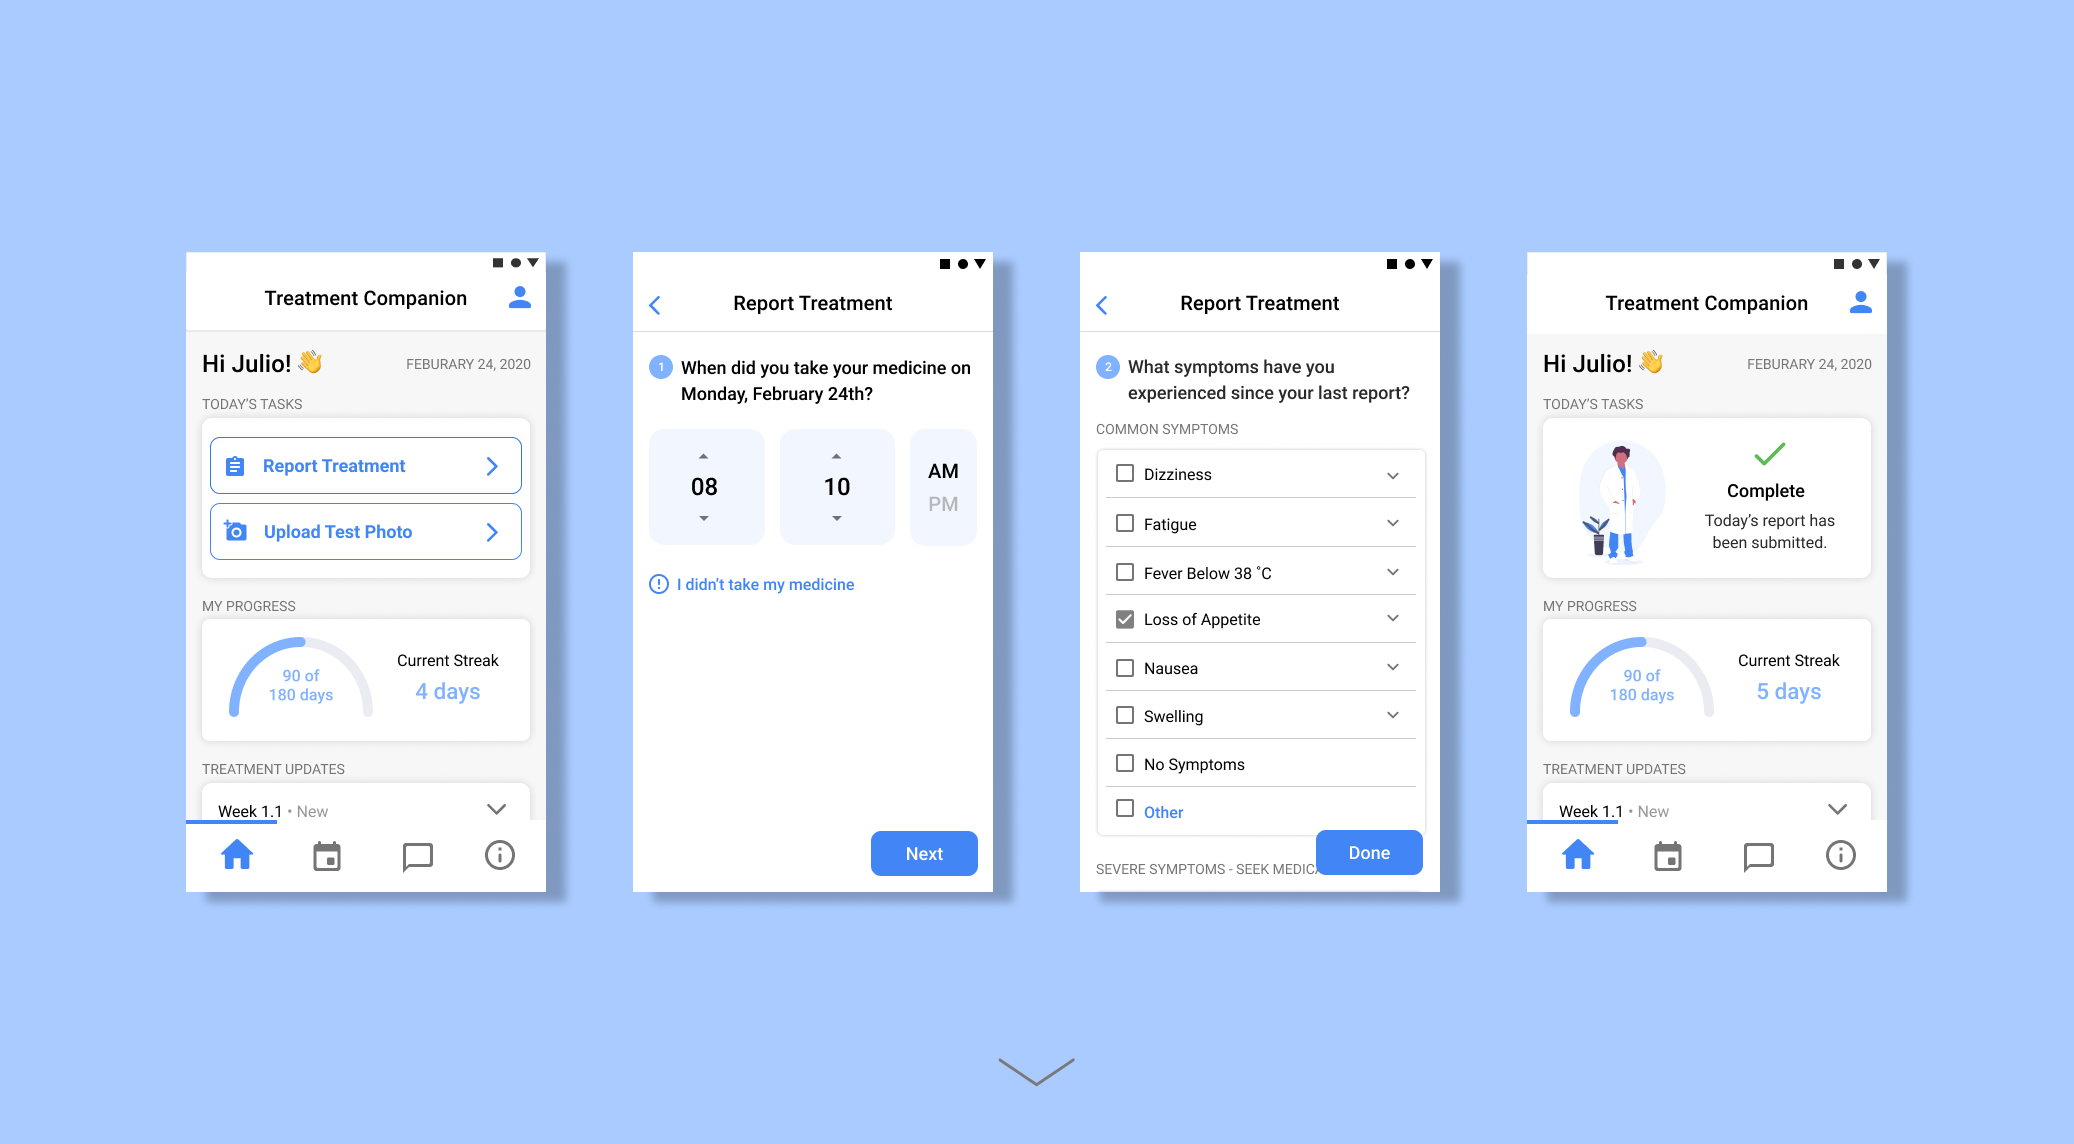 Treatment Companion
Hi Julio! 👋
FEBURARY 24, 2020
TODAY'S TASKS
Report Treatment
Upload Test Photo
MY PROGRESS
90 of
180 days
Current Streak
4 days
TREATMENT UPDATES
Week 1.1 • New
Report Treatment
1
When did you take your medicine on
Monday, February 24th?
08
10
AM
PM
I didn't take my medicine
Next
Report Treatment
2
What symptoms have you
experienced since your last report?
COMMON SYMPTOMS
Dizziness
Fatigue
Fever Below 38 ˚C
Loss of Appetite
Nausea
Swelling
No Symptoms
Other
Done
SEVERE SYMPTOMS - SEEK MEDICA
Treatment Companion
Hi Julio! 👋
FEBURARY 24, 2020
TODAY'S TASKS
Complete
Today's report has
been submitted.
MY PROGRESS
90 of
180 days
Current Streak
5 days
TREATMENT UPDATES
Week 1.1 • New